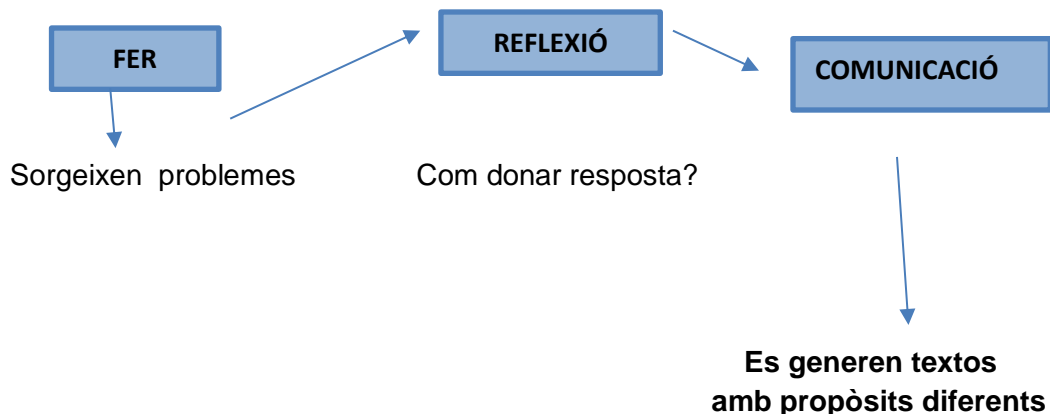 FER
REFLEXIÓ
COMUNICACIÓ
Sorgeixen problemes
Com donar resposta?
Es generen textos
amb propòsits diferents